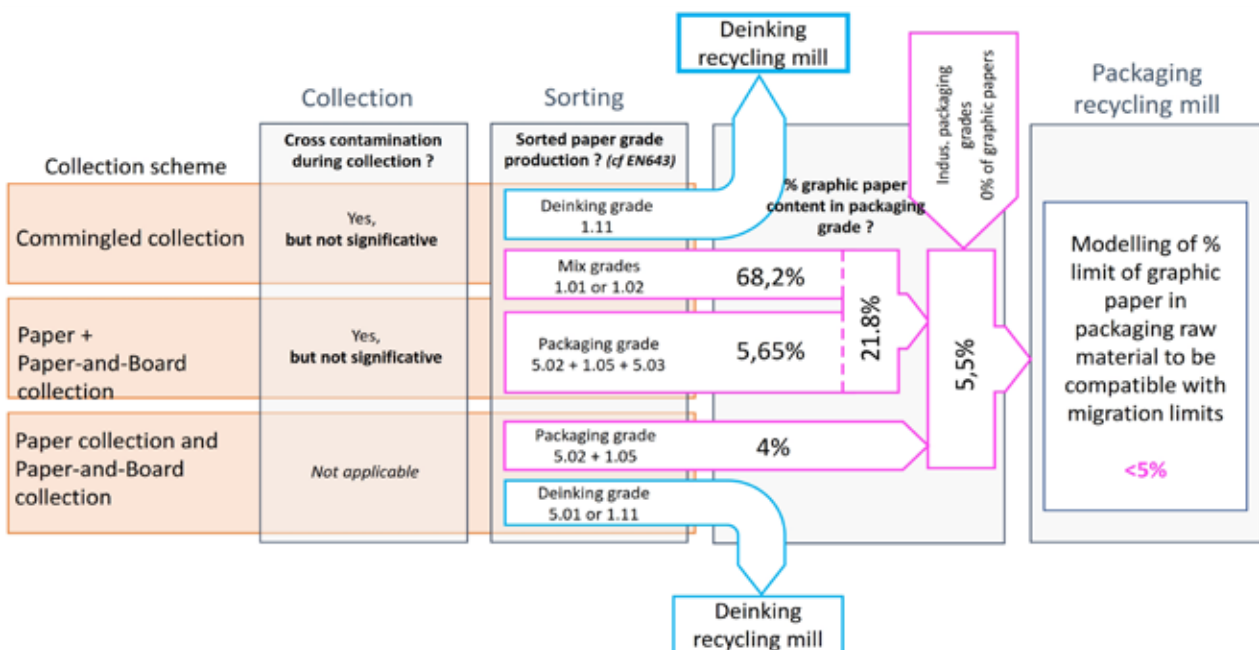 Deinking
recycling mill
Collection
Sorting
Packaging
recycling mill
Indus. packaging
grades
0% of graphic papers
Collection scheme
Cross contamination
during collection ?
Sorted paper grade
production ? (cf EN643)
% graphic paper
content in packaging
grade ?
Commingled collection
Yes,
but not significative
Deinking grade
1.11
Mix grades
1.01 or 1.02
68,2%
Paper +
Paper-and-Board
collection
Yes,
but not significative
Packaging grade
5.02 + 1.05 + 5.03
5,65%
21.8%
5,5%
Modelling of %
limit of graphic
paper in
packaging raw
material to be
compatible with
migration limits
<5%
Paper collection and
Paper-and-Board
collection
Not applicable
Packaging grade
5.02 + 1.05
4%
Deinking grade
5.01 or 1.11
Deinking
recycling mill